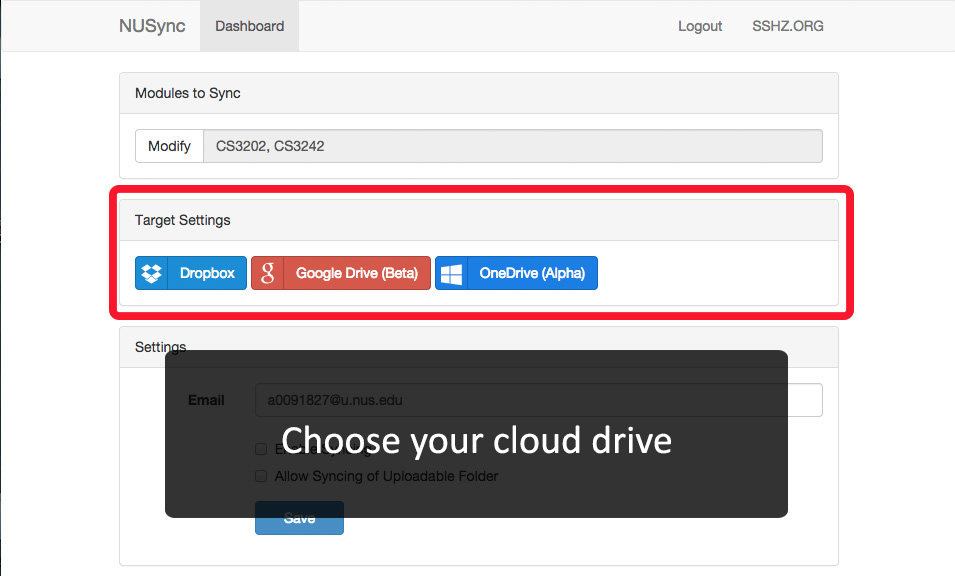 NUSync Dashboard Logout SSHZ.ORG
Modules to Sync
Modify CS3202, CS3242
Target Settings
Dropbox Google Drive (Beta) OneDrive (Alpha)
Settings
Email a0091827@u.nus.edu
Choose your cloud drive
Allow Syncing of Uploadable Folder
Save